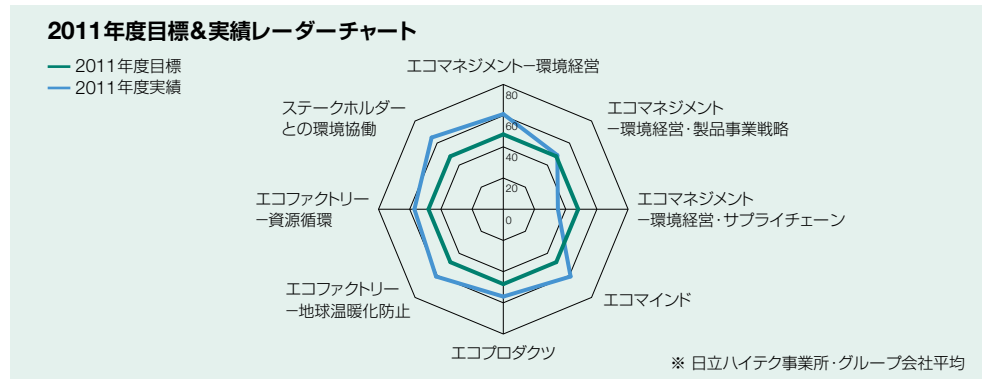 2011年度目標&実績レーダーチャート
2011年度目標
2011年度実績
エコマネジメント−環境経営
エコマネジメント
−環境経営・製品事業戦略
エコマネジメント
−環境経営・サプライチェーン
エコマインド
エコプロダクツ
エコファクトリー
−地球温暖化防止
エコファクトリー
−資源循環
ステークホルダー
との環境協働
80
60
40
20
0
※ 日立ハイテク事業所・グループ会社平均